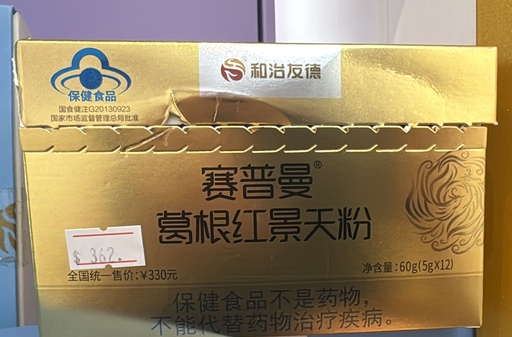 和治友德
保健食品
国食健注G20130923
国家市场监督管理总局批准
赛普曼®
葛根红景天粉
$ 362.
全国统一售价:¥330元
净含量:60g(5gX12)
保健食品不是药物,
不能代替药物治疗疾病。